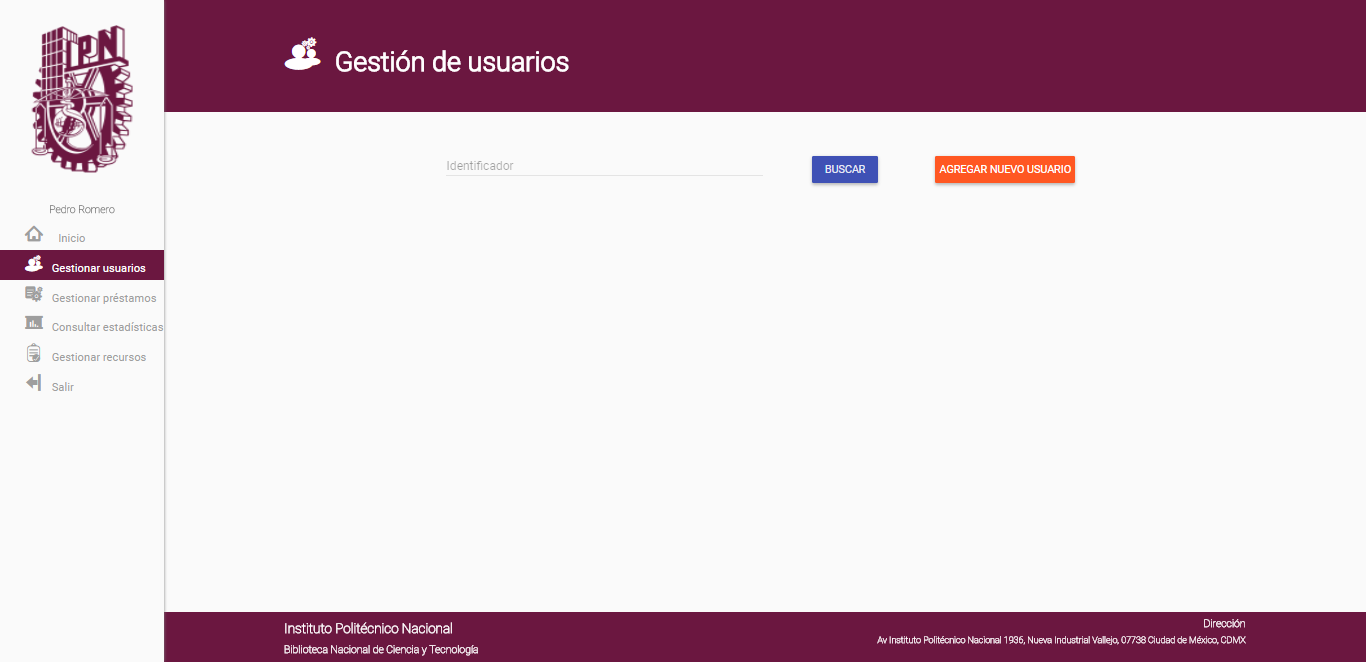 IPN
Pedro Romero
Inicio
Gestionar usuarios
Gestionar préstamos
Consultar estadísticas
Gestionar recursos
Salir
Gestión de usuarios
Identificador
BUSCAR
AGREGAR NUEVO USUARIO
Instituto Politécnico Nacional
Biblioteca Nacional de Ciencia y Tecnología
Dirección
Av Instituto Politécnico Nacional 1936, Nueva Industrial Vallejo, 07738 Ciudad de México, CDMX